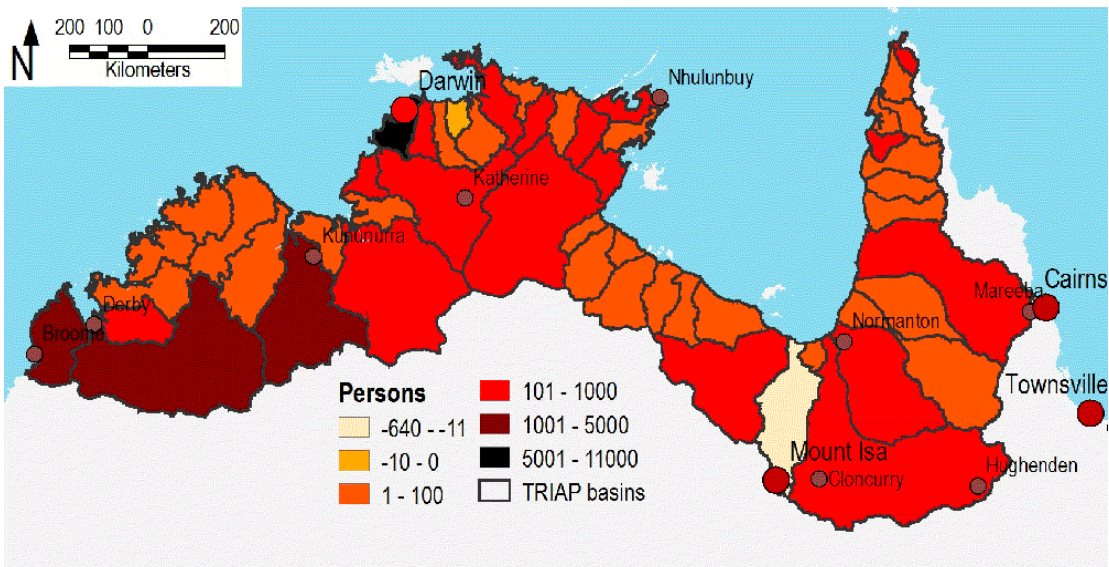 200 100 0 200
Kilometers
N
Darwin
Nhulunbuy
Katherine
Kununurra
Derby
Broome
Mareeba
Cairns
Normanton
Townsville
Mount Isa
Cloncurry
Hughenden
Persons
-640 - -11
-10 - 0
1 - 100
101 - 1000
1001 - 5000
5001 - 11000
TRIAP basins